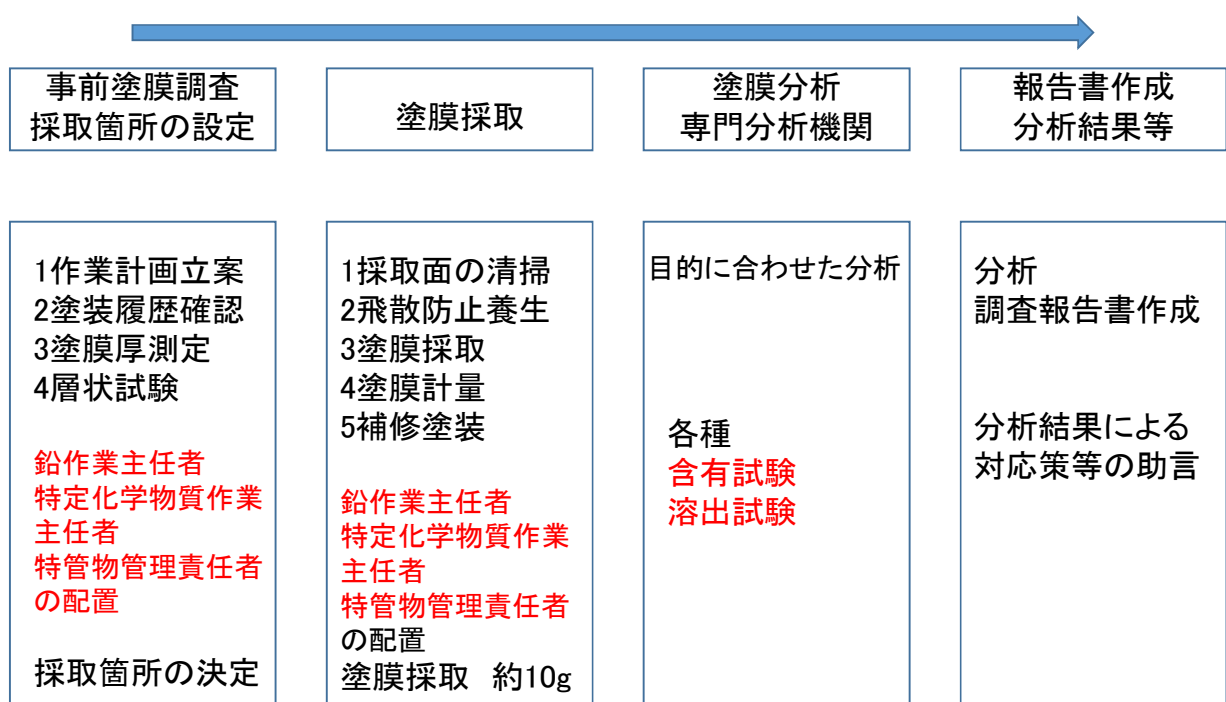 事前塗膜調査
採取箇所の設定
塗膜採取
塗膜分析
専門分析機関
報告書作成
分析結果等
1作業計画立案
2塗装履歴確認
3塗膜厚測定
4層状試験
鉛作業主任者
特定化学物質作業
主任者
特管物管理責任者
の配置
採取箇所の決定
1採取面の清掃
2飛散防止養生
3塗膜採取
4塗膜計量
5補修塗装
鉛作業主任者
特定化学物質作業
主任者
特管物管理責任者
の配置
塗膜採取　約10g
目的に合わせた分析
各種
含有試験
溶出試験
分析
調査報告書作成
分析結果による
対応策等の助言